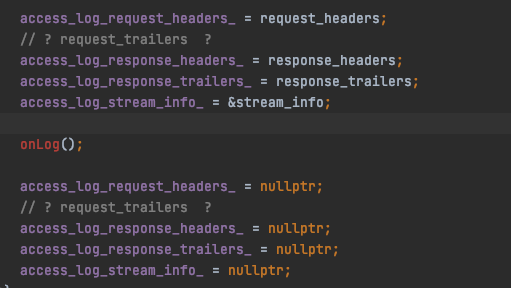 access_log_request_headers_ = request_headers;
// ? request_trailers  ?
access_log_response_headers_ = response_headers;
access_log_response_trailers_ = response_trailers;
access_log_stream_info_ = &stream_info;
onLog();
access_log_request_headers_ = nullptr;
// ? request_trailers  ?
access_log_response_headers_ = nullptr;
access_log_response_trailers_ = nullptr;
access_log_stream_info_ = nullptr;